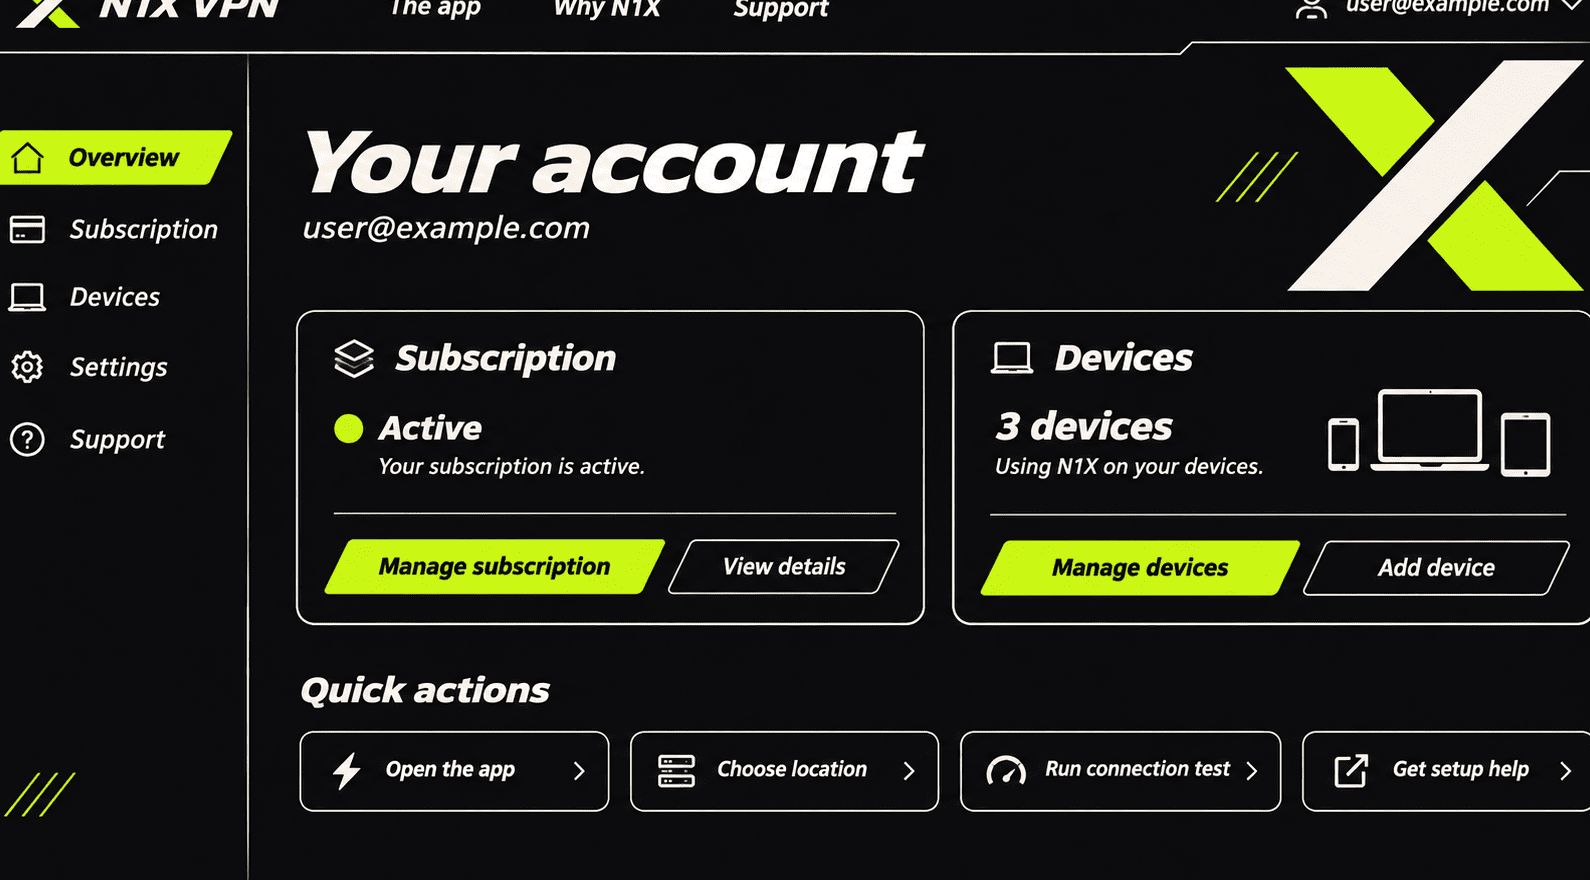 N1X VPN
The app
Why N1X
Support
user@example.com
Overview
Subscription
Devices
Settings
Support
Your account
user@example.com
Subscription
Active
Your subscription is active.
Manage subscription
View details
Devices
3 devices
Using N1X on your devices.
Manage devices
Add device
Quick actions
Open the app
Choose location
Run connection test
Get setup help